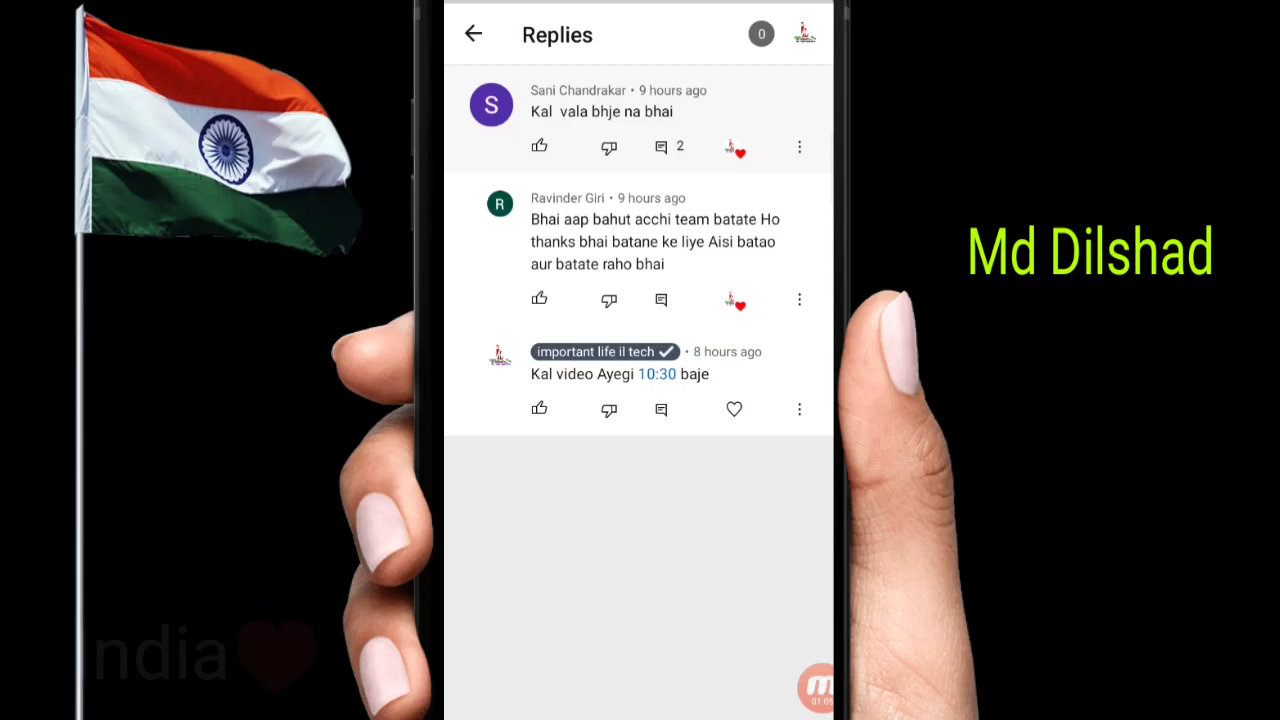 Replies
0
S
Sani Chandrakar • 9 hours ago
Kal vala bhje na bhai
2
R
Ravinder Giri • 9 hours ago
Bhai aap bahut acchi team batate Ho
thanks bhai batane ke liye Aisi batao
aur batate raho bhai
important life il tech • 8 hours ago
Kal video Ayegi 10:30 baje
Md Dilshad
ndia
m